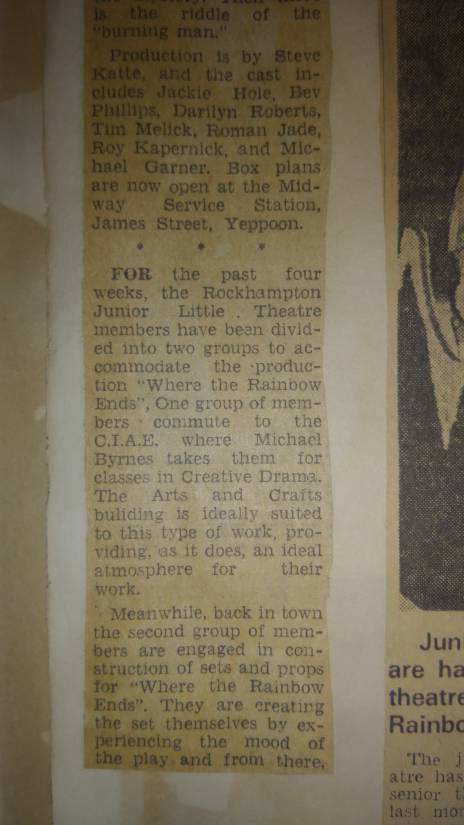 is the riddle of the
"burning man."
Production is by Steve
Katte, and the cast in-
cludes Jackie Hole, Bev
Phillips, Darilyn Roberts,
Tim Melick, Roman Jade,
Roy Kapernick, and Mic-
hael Garner. Box plans
are now open at the Mid-
way Service Station,
James Street, Yeppoon.
* * *
FOR the past four
weeks, the Rockhampton
Junior Little . Theatre
members have been divid-
ed into two groups to ac-
commodate the produc-
tion "Where the Rainbow
Ends", One group of mem-
bers commute to the
C.I.A.E. where Michael
Byrnes takes them for
classes in Creative Drama.
The Arts and Crafts
buliding is ideally suited
to this type of work, pro-
viding, as it does, an ideal
atmosphere for their
work.
Meanwhile, back in town
the second group of mem-
bers are engaged in con-
struction of sets and props
for "Where the Rainbow
Ends". They are creating
the set themselves by ex-
periencing the mood of
the play and from there,
Jun
are ha
theatre
Rainbo
The j
atre has
senior t
last mo